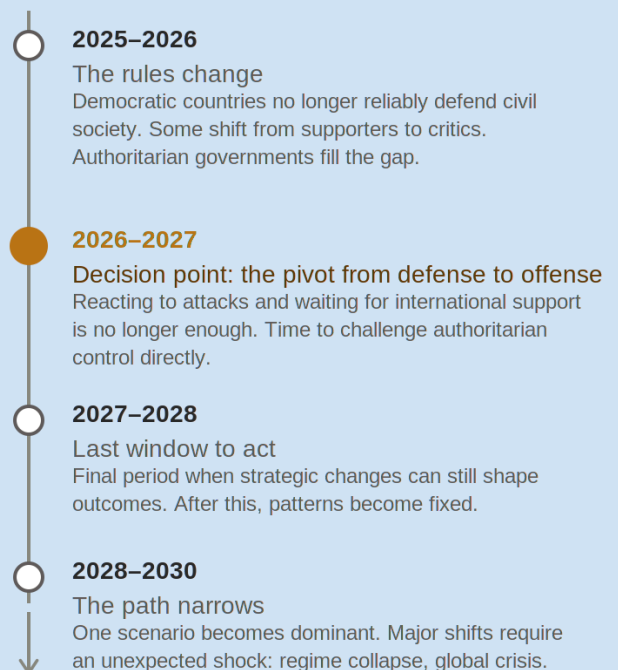 2025–2026
The rules change
Democratic countries no longer reliably defend civil
society. Some shift from supporters to critics.
Authoritarian governments fill the gap.
2026–2027
Decision point: the pivot from defense to offense
Reacting to attacks and waiting for international support
is no longer enough. Time to challenge authoritarian
control directly.
2027–2028
Last window to act
Final period when strategic changes can still shape
outcomes. After this, patterns become fixed.
2028–2030
The path narrows
One scenario becomes dominant. Major shifts require
an unexpected shock: regime collapse, global crisis.